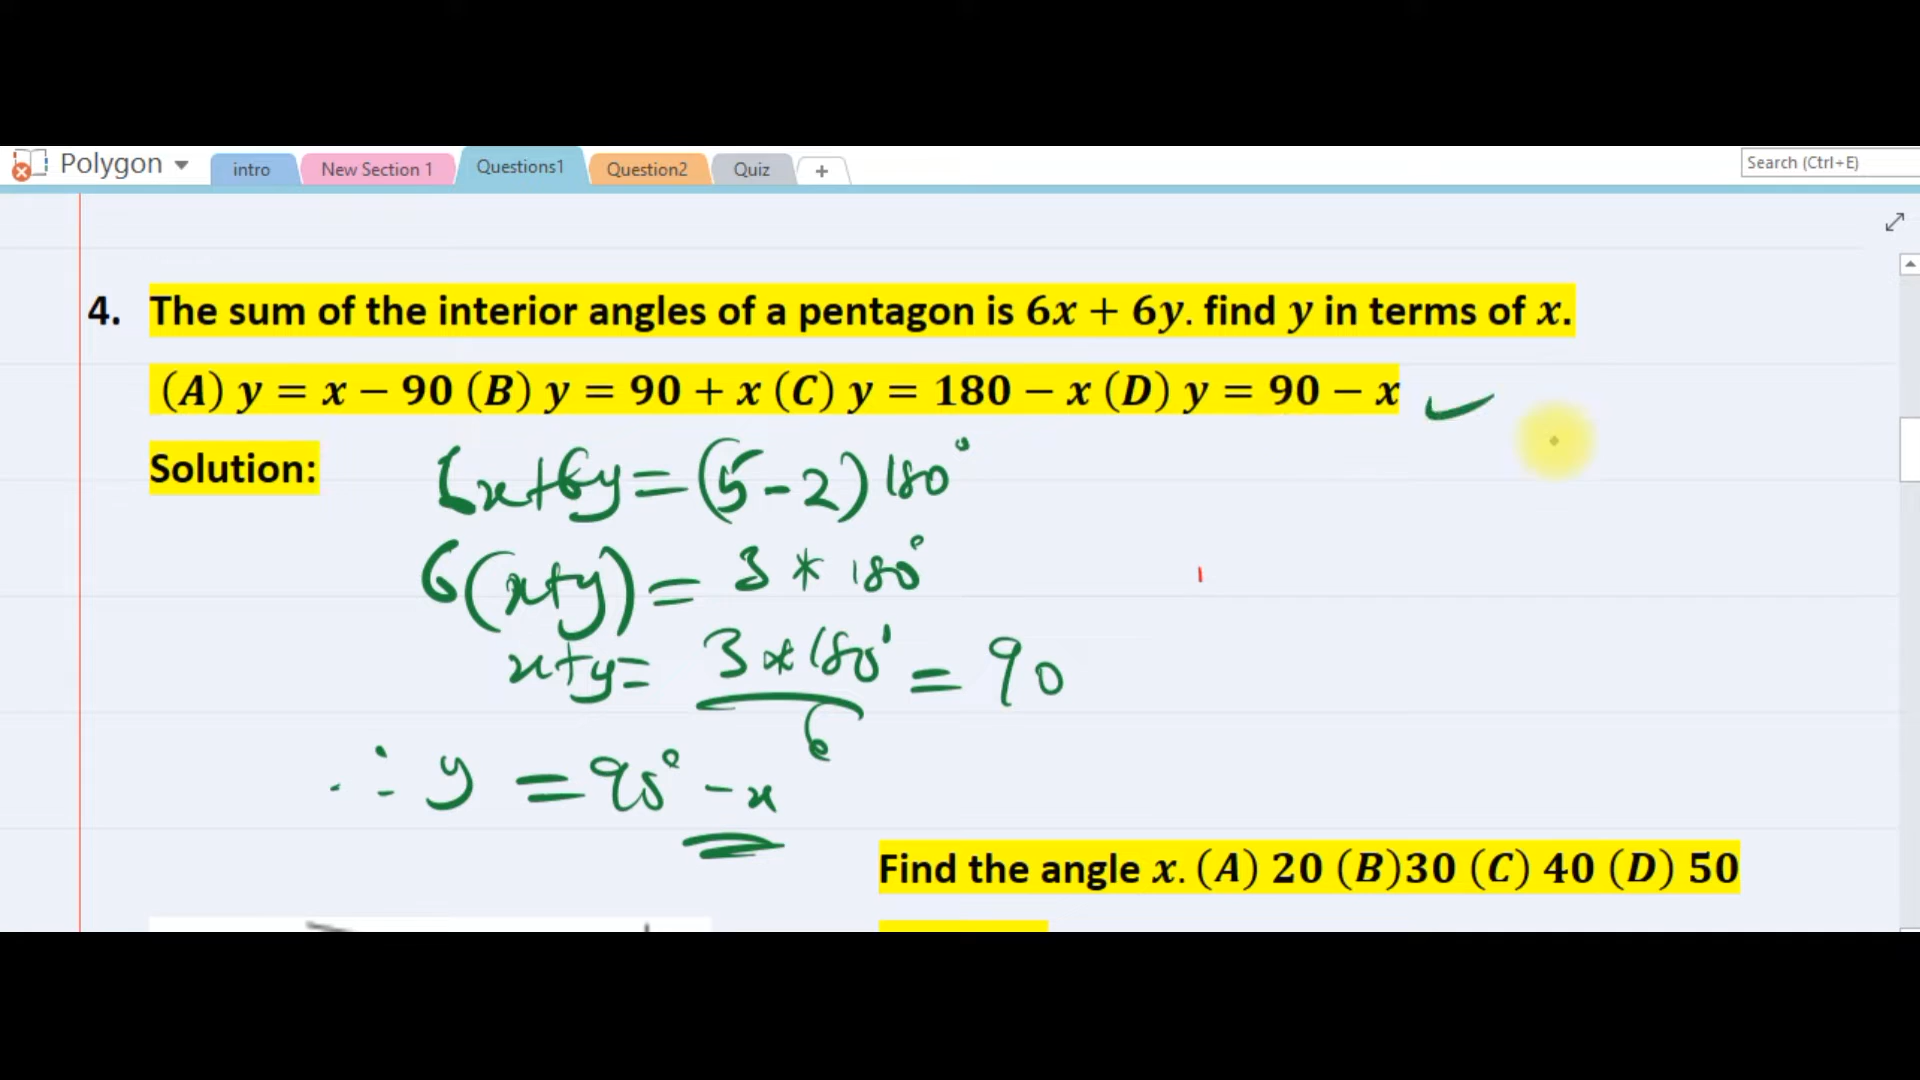 Polygon intro New Section 1 Questions1 Question2 Quiz + Search (Ctrl+E)
4. The sum of the interior angles of a pentagon is 6x + 6y. find y in terms of x.
(A) y = x − 90 (B) y = 90 + x (C) y = 180 − x (D) y = 90 − x ✓
Solution: 6x+6y=(5-2)180°
6(x+y)= 3 * 180°
x+y= 3*180°/6 = 90
∴ y = 90° - x
Find the angle x. (A) 20 (B)30 (C) 40 (D) 50